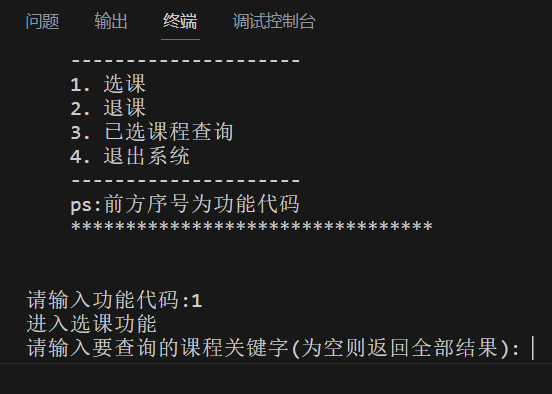 问题 输出 终端 调试控制台
---------------------
1. 选课
2. 退课
3. 已选课程查询
4. 退出系统
---------------------
ps:前方序号为功能代码
*********************************
请输入功能代码:1
进入选课功能
请输入要查询的课程关键字(为空则返回全部结果):